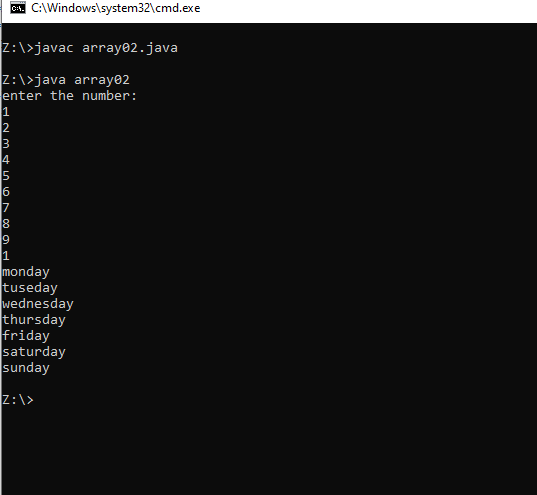 C:\Windows\system32\cmd.exe
Z:\>javac array02.java
Z:\>java array02
enter the number:
1
2
3
4
5
6
7
8
9
1
monday
tuseday
wednesday
thursday
friday
saturday
sunday
Z:\>